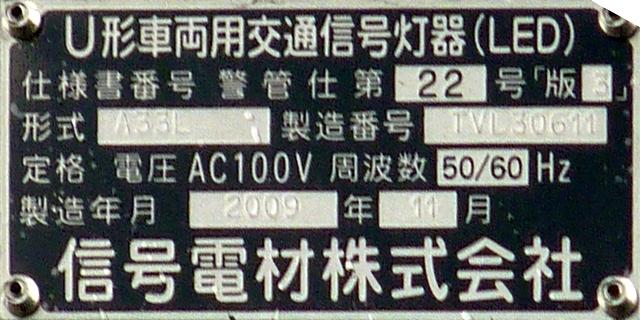 U形車両用交通信号灯器(LED)
仕様書番号 警管仕第 22 号「版 3」
形式 A33L 製造番号 TVL30611
定格 電圧 AC100V 周波数 50/60 Hz
製造年月 2009 年 11 月
信号電材株式会社